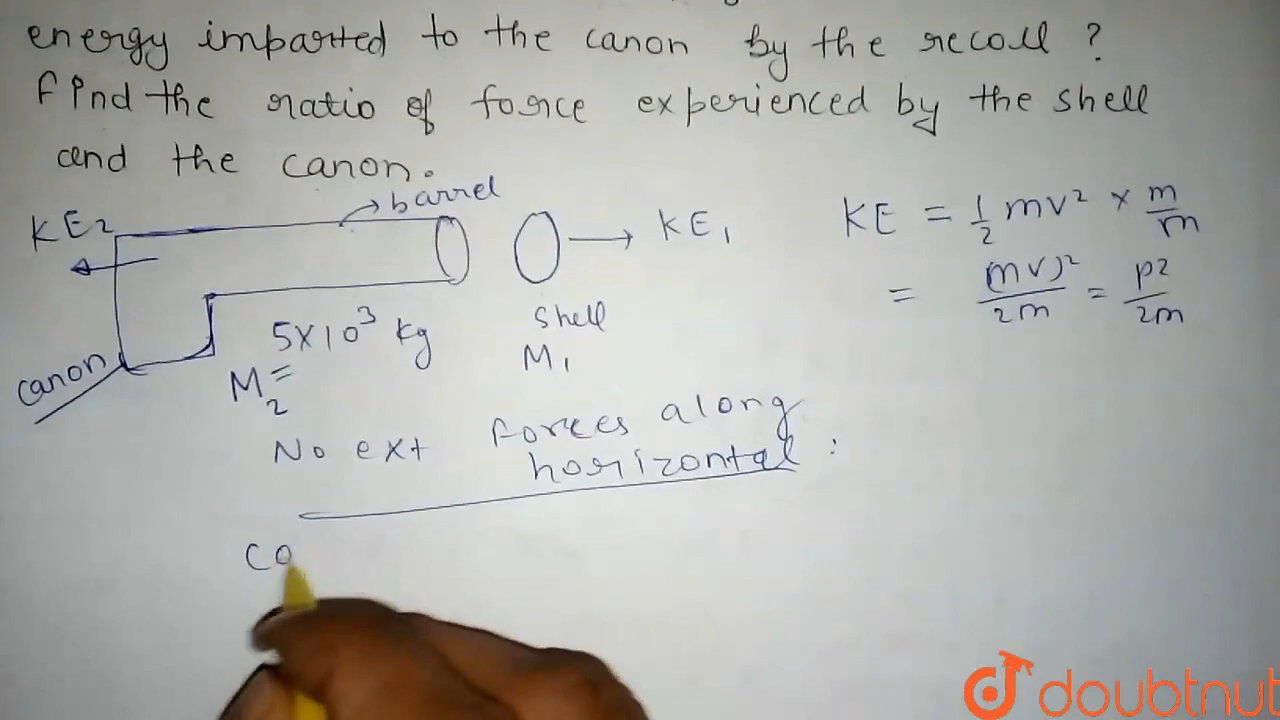 energy imparted to the canon by the recoil ?
Find the ratio of force experienced by the shell
and the canon.
barrel
KE2
KE1
canon
5×10³ kg
M2 =
shell
M1
KE = 1/2 mv² × m/m
= (mv)²/2m = p²/2m
No ext forces along
horizontal :
CO
doubtnut